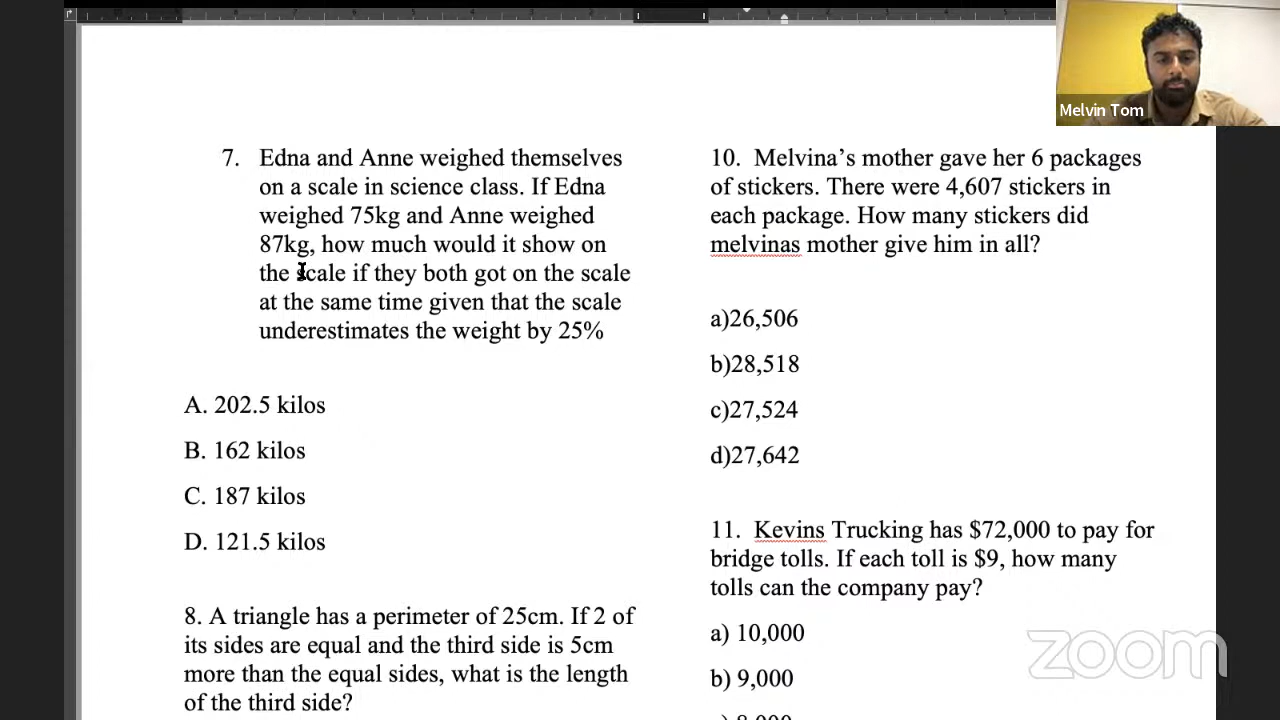 Melvin Tom
7. Edna and Anne weighed themselves
on a scale in science class. If Edna
weighed 75kg and Anne weighed
87kg, how much would it show on
the scale if they both got on the scale
at the same time given that the scale
underestimates the weight by 25%
A. 202.5 kilos
B. 162 kilos
C. 187 kilos
D. 121.5 kilos
8. A triangle has a perimeter of 25cm. If 2 of
its sides are equal and the third side is 5cm
more than the equal sides, what is the length
of the third side?
10. Melvina’s mother gave her 6 packages
of stickers. There were 4,607 stickers in
each package. How many stickers did
melvinas mother give him in all?
a)26,506
b)28,518
c)27,524
d)27,642
11. Kevins Trucking has $72,000 to pay for
bridge tolls. If each toll is $9, how many
tolls can the company pay?
a) 10,000
b) 9,000
zoom